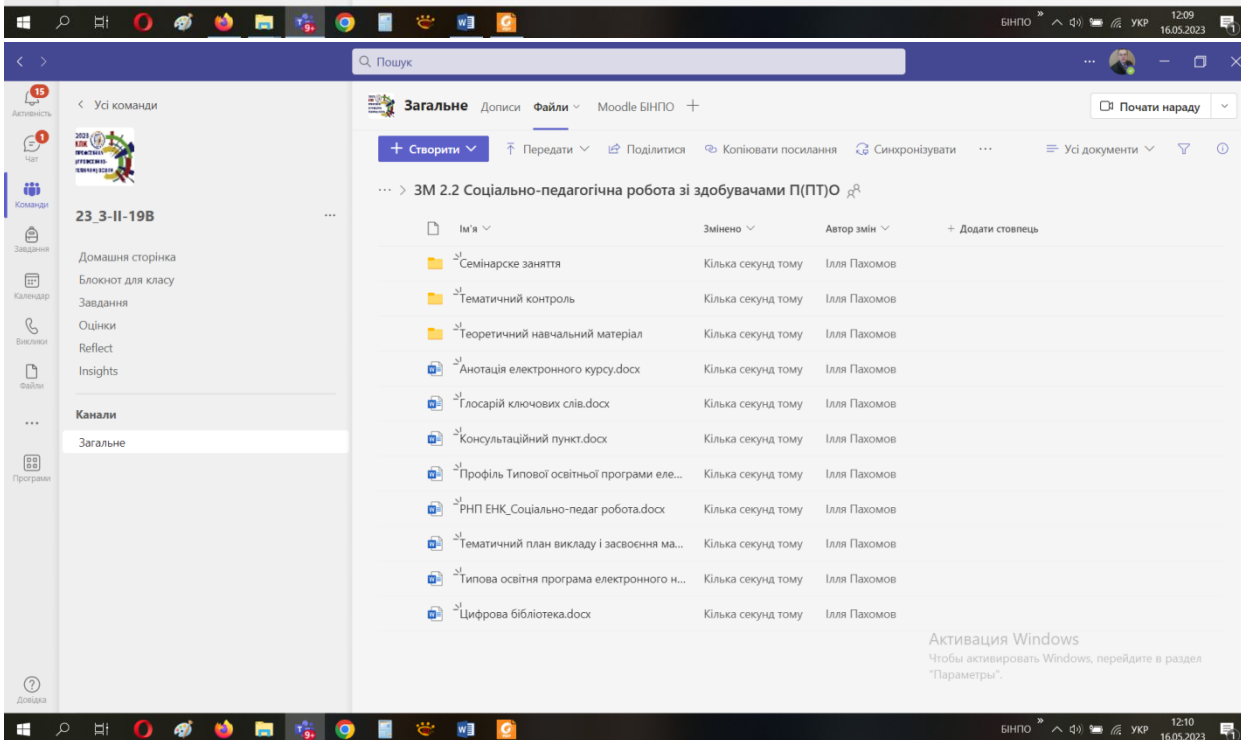 БІНПО » УКР 12:09
16.05.2023
Пошук
15
Активність
1
Чат
Команди
Завдання
Календар
Виклики
Файли
Програми
Довідка
< Усі команди
2023
КПК
23_3-ІІ-19В ...
Домашня сторінка
Блокнот для класу
Завдання
Оцінки
Reflect
Insights
Канали
Загальне
Загальне Дописи Файли Moodle БІНПО + Почати нараду
+ Створити Передати Поділитися Копіювати посилання Синхронізувати ... Усі документи
... > ЗМ 2.2 Соціально-педагогічна робота зі здобувачами П(ПТ)О
Ім'я Змінено Автор змін + Додати стовпець
Семінарске заняття Кілька секунд тому Ілля Пахомов
Тематичний контроль Кілька секунд тому Ілля Пахомов
Теоретичний навчальний матеріал Кілька секунд тому Ілля Пахомов
Анотація електронного курсу.docx Кілька секунд тому Ілля Пахомов
Глосарій ключових слів.docx Кілька секунд тому Ілля Пахомов
Консультаційний пункт.docx Кілька секунд тому Ілля Пахомов
Профіль Типової освітньої програми еле... Кілька секунд тому Ілля Пахомов
РНП ЕНК_Соціально-педаг робота.docx Кілька секунд тому Ілля Пахомов
Тематичний план викладу і засвоєння ма... Кілька секунд тому Ілля Пахомов
Типова освітня програма електронного н... Кілька секунд тому Ілля Пахомов
Цифрова бібліотека.docx Кілька секунд тому Ілля Пахомов
Активация Windows
Чтобы активировать Windows, перейдите в раздел
"Параметры".
БІНПО » УКР 12:10
16.05.2023